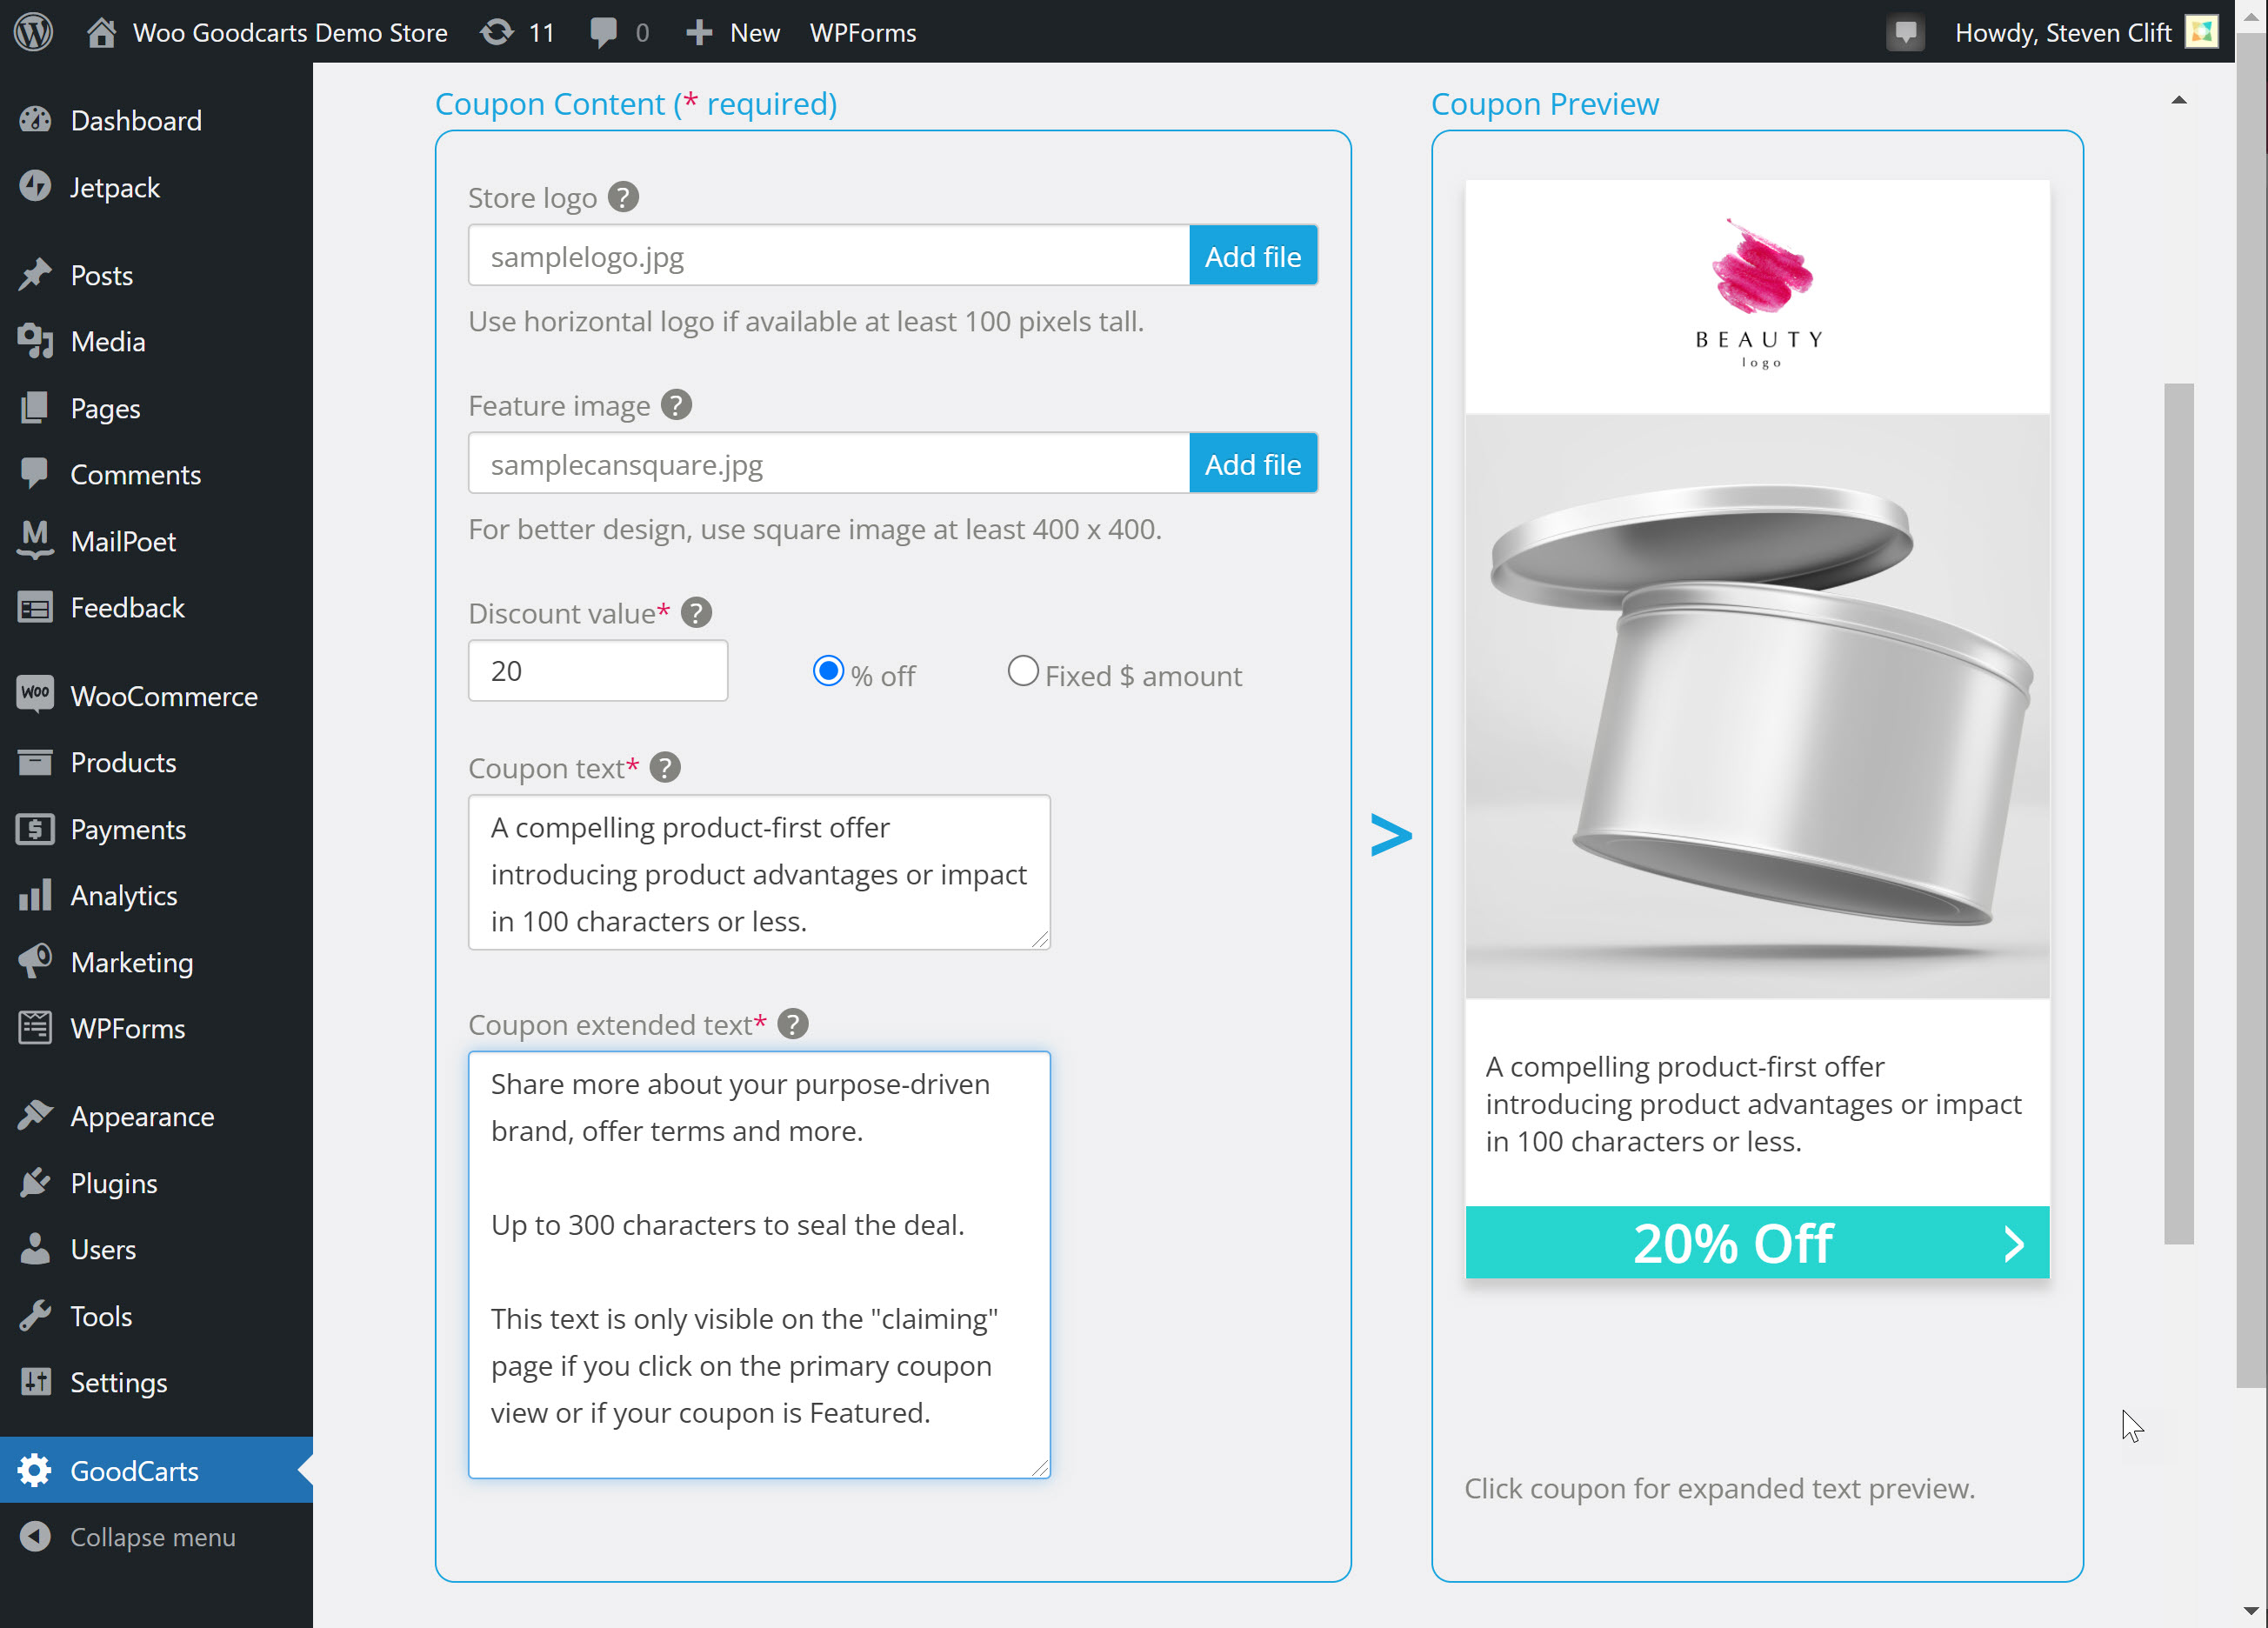 Woo Goodcarts Demo Store 11 0 New WPForms Howdy, Steven Clift
Dashboard
Jetpack
Posts
Media
Pages
Comments
MailPoet
Feedback
WooCommerce
Products
Payments
Analytics
Marketing
WPForms
Appearance
Plugins
Users
Tools
Settings
GoodCarts
Collapse menu
Coupon Content (* required)
Store logo ?
samplelogo.jpg Add file
Use horizontal logo if available at least 100 pixels tall.
Feature image ?
samplecansquare.jpg Add file
For better design, use square image at least 400 x 400.
Discount value* ?
20 % off Fixed $ amount
Coupon text* ?
A compelling product-first offer
introducing product advantages or impact
in 100 characters or less.
Coupon extended text* ?
Share more about your purpose-driven
brand, offer terms and more.
Up to 300 characters to seal the deal.
This text is only visible on the "claiming"
page if you click on the primary coupon
view or if your coupon is Featured.
>
Coupon Preview
BEAUTY
logo
A compelling product-first offer
introducing product advantages or impact
in 100 characters or less.
20% Off >
Click coupon for expanded text preview.